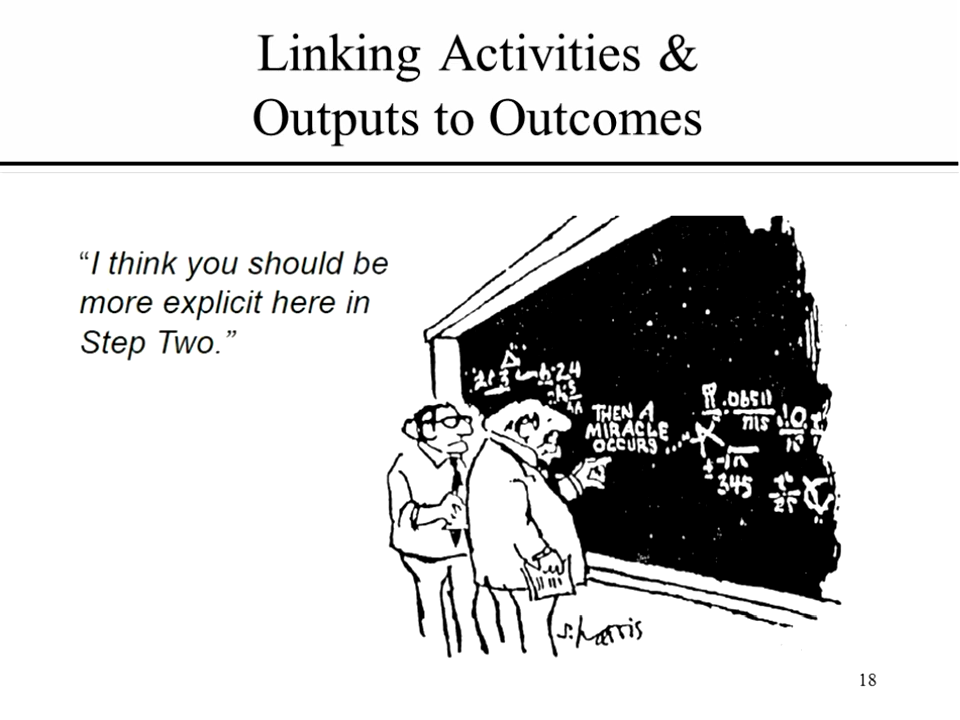 Linking Activities &
Outputs to Outcomes
“I think you should be
more explicit here in
Step Two.”
THEN A
MIRACLE
OCCURS...
345
S. Harris
18